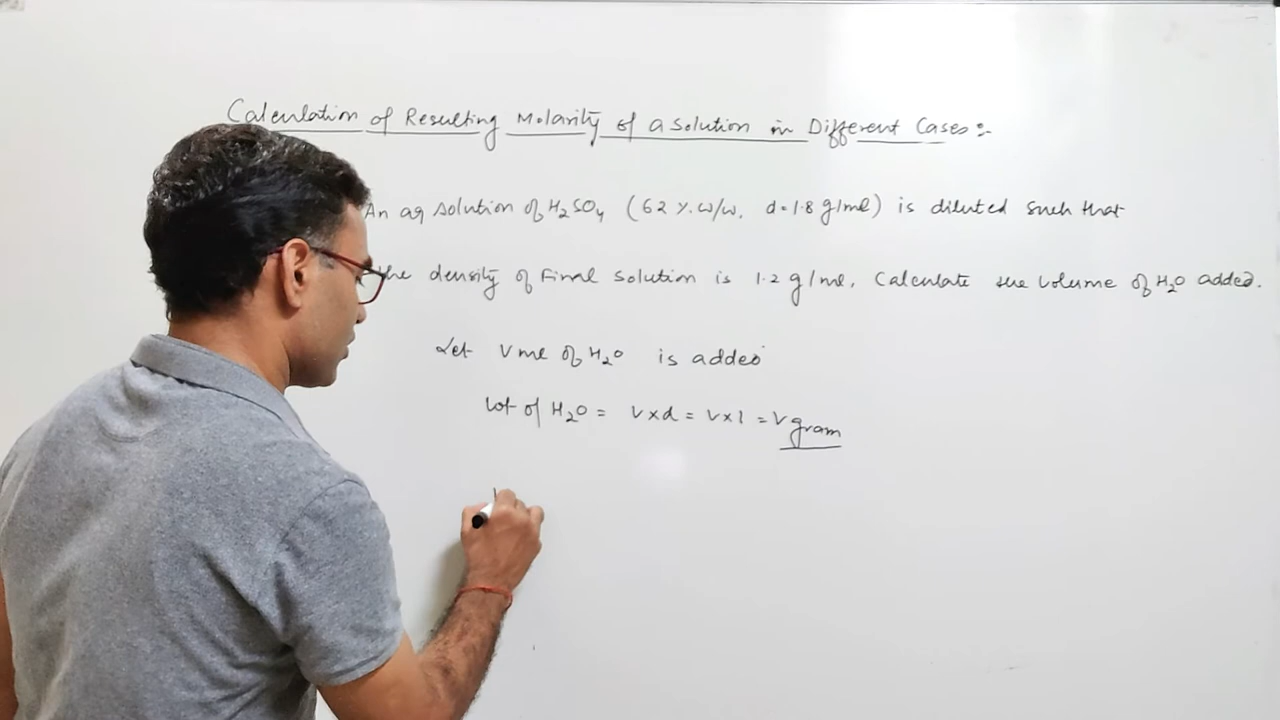 Calculation of Resulting Molarity of a Solution in Different Cases:-
An aq solution of H₂SO₄ (62 %. w/w, d=1.8 g/ml) is diluted such that
the density of Final solution is 1.2 g/ml. Calculate the volume of H₂O added.
Let V ml of H₂O is added
Wt of H₂O = V×d = V×1 = V gram